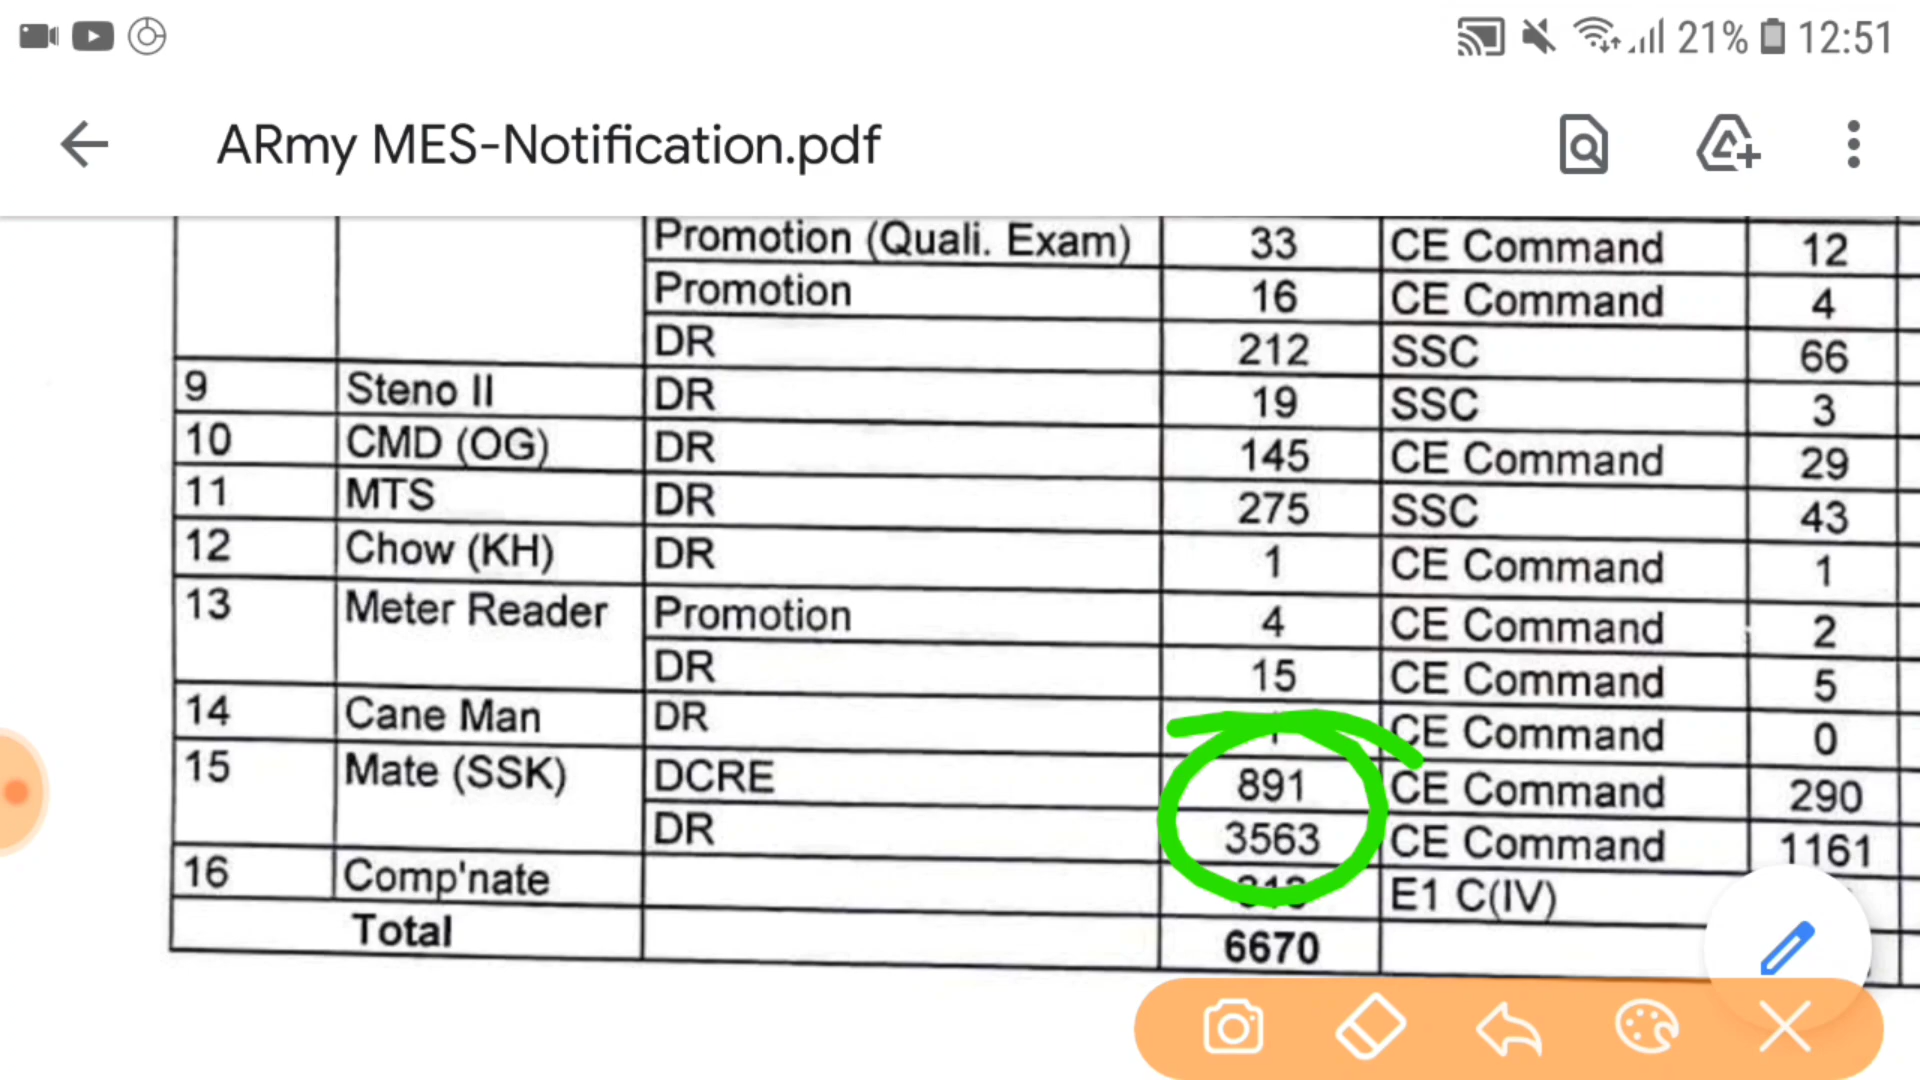 21% 12:51
ARmy MES-Notification.pdf
Promotion (Quali. Exam) 33 CE Command 12
Promotion 16 CE Command 4
DR 212 SSC 66
9 Steno II DR 19 SSC 3
10 CMD (OG) DR 145 CE Command 29
11 MTS DR 275 SSC 43
12 Chow (KH) DR 1 CE Command 1
13 Meter Reader Promotion 4 CE Command 2
DR 15 CE Command 5
14 Cane Man DR CE Command 0
15 Mate (SSK) DCRE 891 CE Command 290
DR 3563 CE Command 1161
16 Comp'nate E1 C(IV)
Total 6670